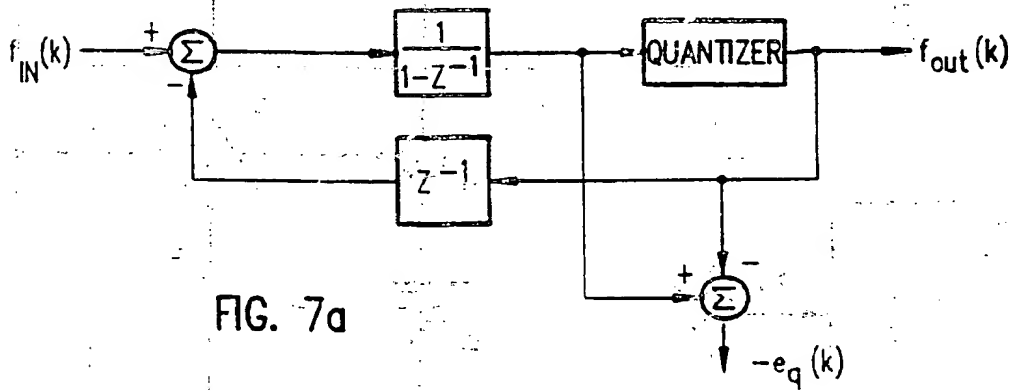 f_IN(k)
+
Σ
-
1
1-Z^-1
QUANTIZER
f_out(k)
Z^-1
+
-
Σ
-e_q(k)
FIG. 7a